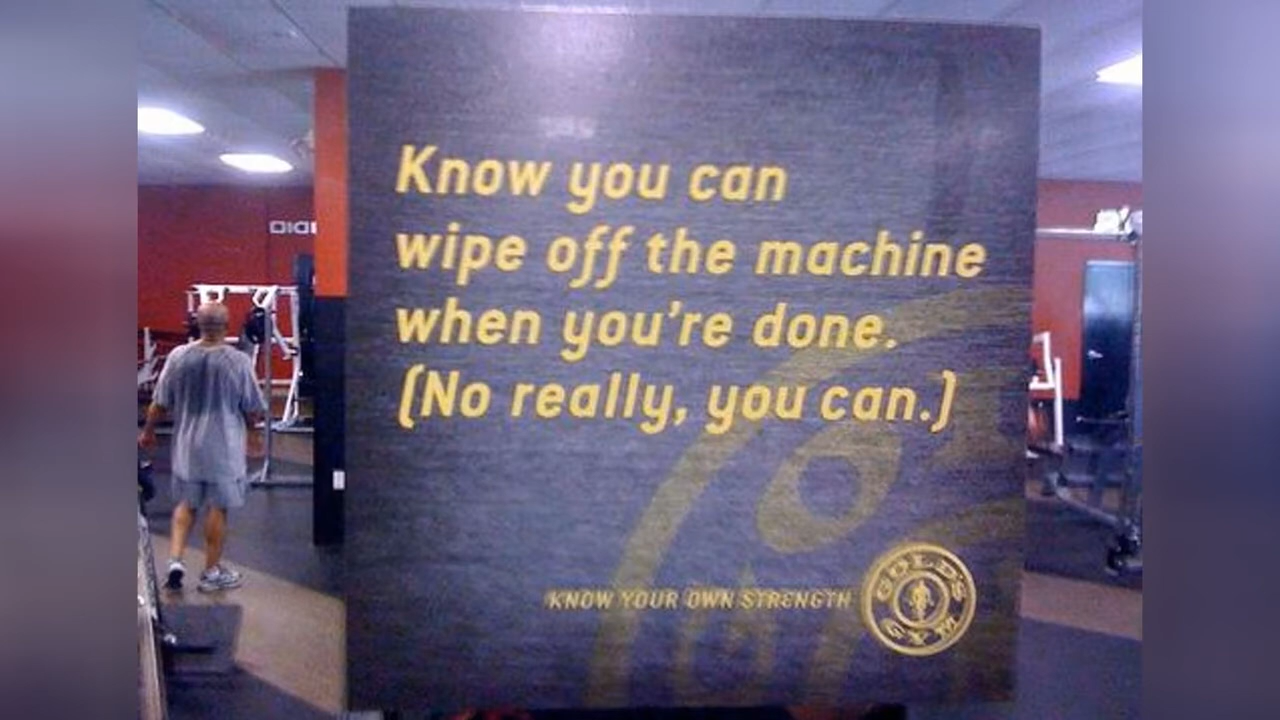 Know you can
wipe off the machine
when you're done.
(No really, you can.)
KNOW YOUR OWN STRENGTH
GOLD'S
GYM